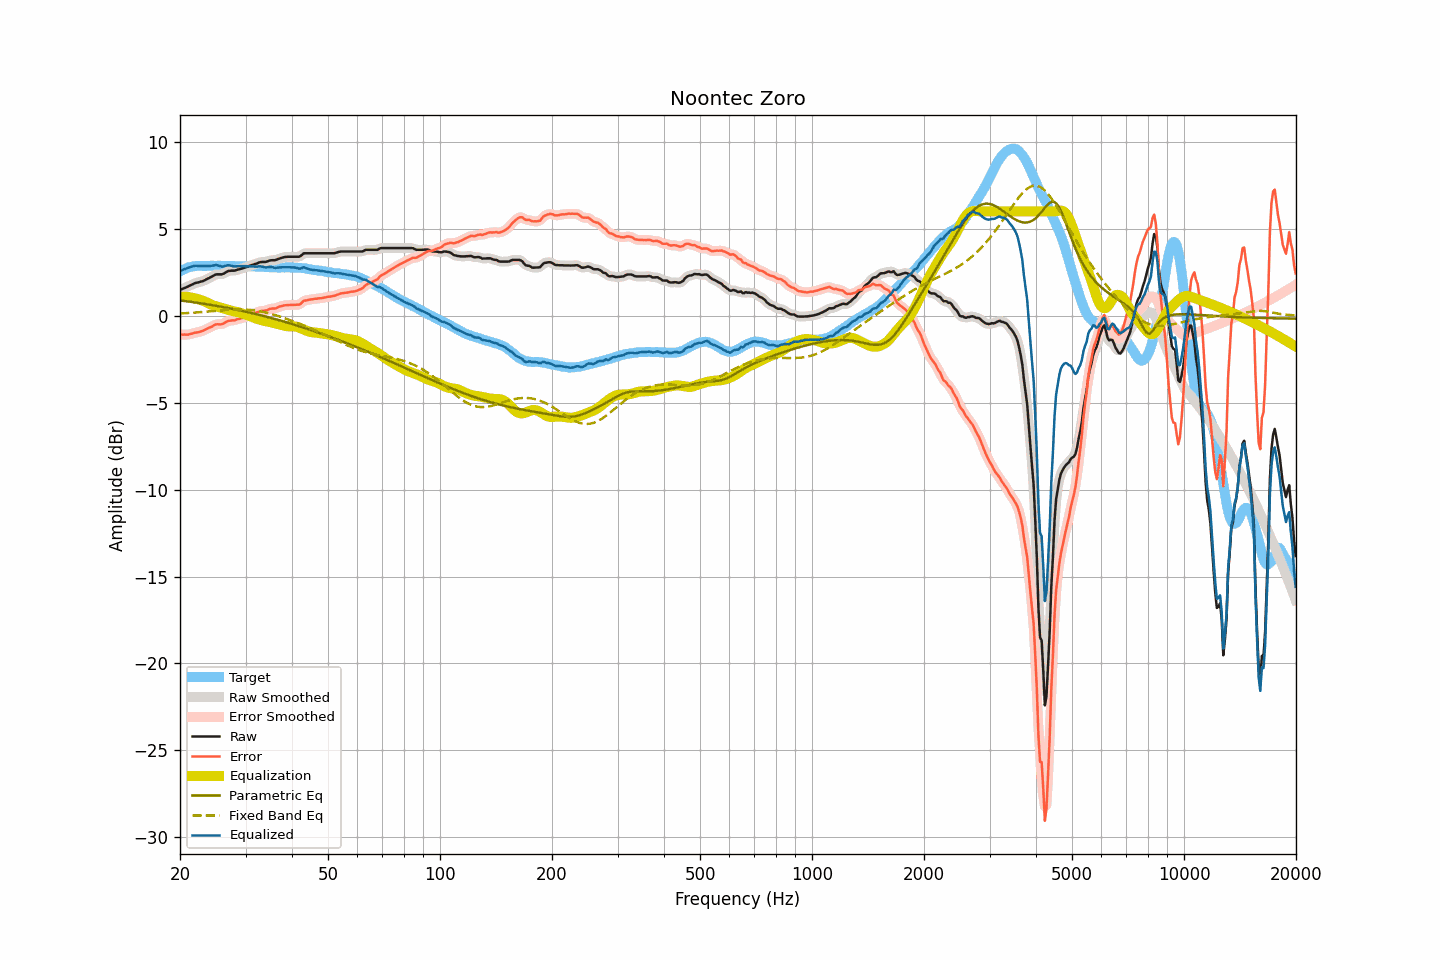 Noontec Zoro
Amplitude (dBr)
10
5
0
−5
−10
−15
−20
−25
−30
Target
Raw Smoothed
Error Smoothed
Raw
Error
Equalization
Parametric Eq
Fixed Band Eq
Equalized
20 50 100 200 500 1000 2000 5000 10000 20000
Frequency (Hz)